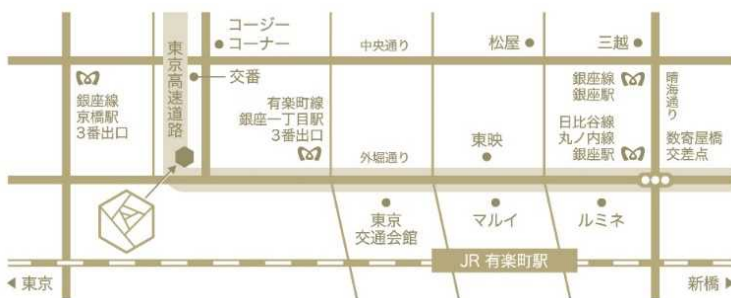 コージー
コーナー
中央通り
松屋
三越
東京高速道路
交番
銀座線
京橋駅
3番出口
有楽町線
銀座一丁目駅
3番出口
銀座線
銀座駅
晴海通り
日比谷線
丸ノ内線
銀座駅
数寄屋橋
交差点
外堀通り
東映
東京
交通会館
マルイ
ルミネ
JR 有楽町駅
東京
新橋